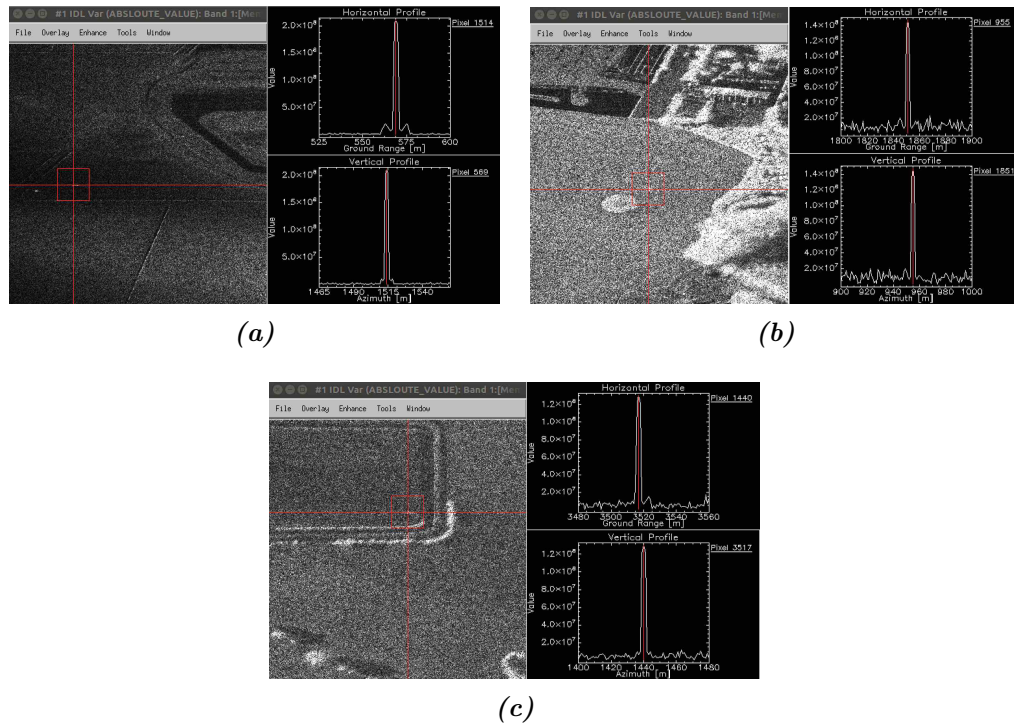 #1 IDL Var (ABSLOUTE_VALUE): Band 1:[Mem
File Overlay Enhance Tools Window
Horizontal Profile
Pixel 1514
2.0×10⁸
1.5×10⁸
1.0×10⁸
5.0×10⁷
Value
525 550 575 600
Ground Range [m]
Vertical Profile
Pixel 569
2.0×10⁸
1.5×10⁸
1.0×10⁸
5.0×10⁷
Value
1465 1490 1515 1540
Azimuth [m]
(a)
#1 IDL Var (ABSLOUTE_VALUE): Band 1:[Me
File Overlay Enhance Tools Window
Horizontal Profile
Pixel 955
1.4×10⁸
1.2×10⁸
1.0×10⁸
8.0×10⁷
6.0×10⁷
4.0×10⁷
2.0×10⁷
Value
1800 1820 1840 1860 1880 1900
Ground Range [m]
Vertical Profile
Pixel 1851
1.4×10⁸
1.2×10⁸
1.0×10⁸
8.0×10⁷
6.0×10⁷
4.0×10⁷
2.0×10⁷
Value
900 920 940 960 980 1000
Azimuth [m]
(b)
#1 IDL Var (ABSLOUTE_VALUE): Band 1:[Me
File Overlay Enhance Tools Window
Horizontal Profile
Pixel 1440
1.2×10⁸
1.0×10⁸
8.0×10⁷
6.0×10⁷
4.0×10⁷
2.0×10⁷
Value
3480 3500 3520 3540 3560
Ground Range [m]
Vertical Profile
Pixel 3517
1.2×10⁸
1.0×10⁸
8.0×10⁷
6.0×10⁷
4.0×10⁷
2.0×10⁷
Value
1400 1420 1440 1460 1480
Azimuth [m]
(c)